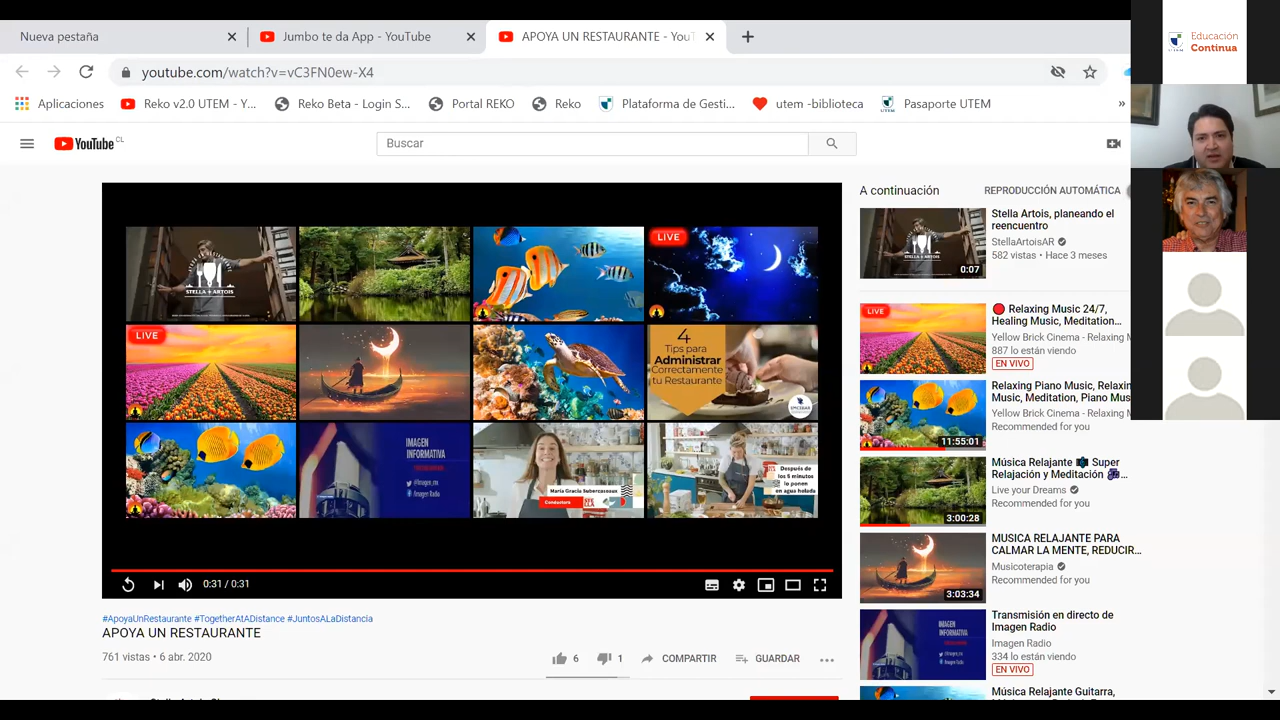 Nueva pestaña
Jumbo te da App - YouTube
APOYA UN RESTAURANTE - YouT
youtube.com/watch?v=vC3FN0ew-X4
Aplicaciones
Reko v2.0 UTEM - Y...
Reko Beta - Login S...
Portal REKO
Reko
Plataforma de Gesti...
utem -biblioteca
Pasaporte UTEM
»
Educación
Continua
UTEM
YouTube CL
Buscar
A continuación
REPRODUCCIÓN AUTOMÁTICA
STELLA ARTOIS
LIVE
LIVE
4
Tips para
Administrar
Correctamente
tu Restaurante
IMAGEN
INFORMATIVA
@Imagen_mx
Imagen Radio
María Gracia Subercaseaux
Conductora
Después de
los 5 minutos
lo ponen
en agua helada
0:31 / 0:31
#ApoyaUnRestaurante #TogetherAtADistance #JuntosALaDistancia
APOYA UN RESTAURANTE
761 vistas • 6 abr. 2020
6
1
COMPARTIR
GUARDAR
STELLA ARTOIS
0:07
Stella Artois, planeando el
reencuentro
StellaArtoisAR
582 vistas • Hace 3 meses
LIVE
Relaxing Music 24/7,
Healing Music, Meditation...
Yellow Brick Cinema - Relaxing M
887 lo están viendo
EN VIVO
11:55:01
Relaxing Piano Music, Relaxin
Music, Meditation, Piano Mus
Yellow Brick Cinema - Relaxing M
Recommended for you
3:00:28
Música Relajante Super
Relajación y Meditación ...
Live your Dreams
Recommended for you
3:03:34
MUSICA RELAJANTE PARA
CALMAR LA MENTE, REDUCIR...
Musicoterapia
Recommended for you
IMAGEN
INFORMATIVA
Transmisión en directo de
Imagen Radio
Imagen Radio
334 lo están viendo
EN VIVO
Música Relajante Guitarra,